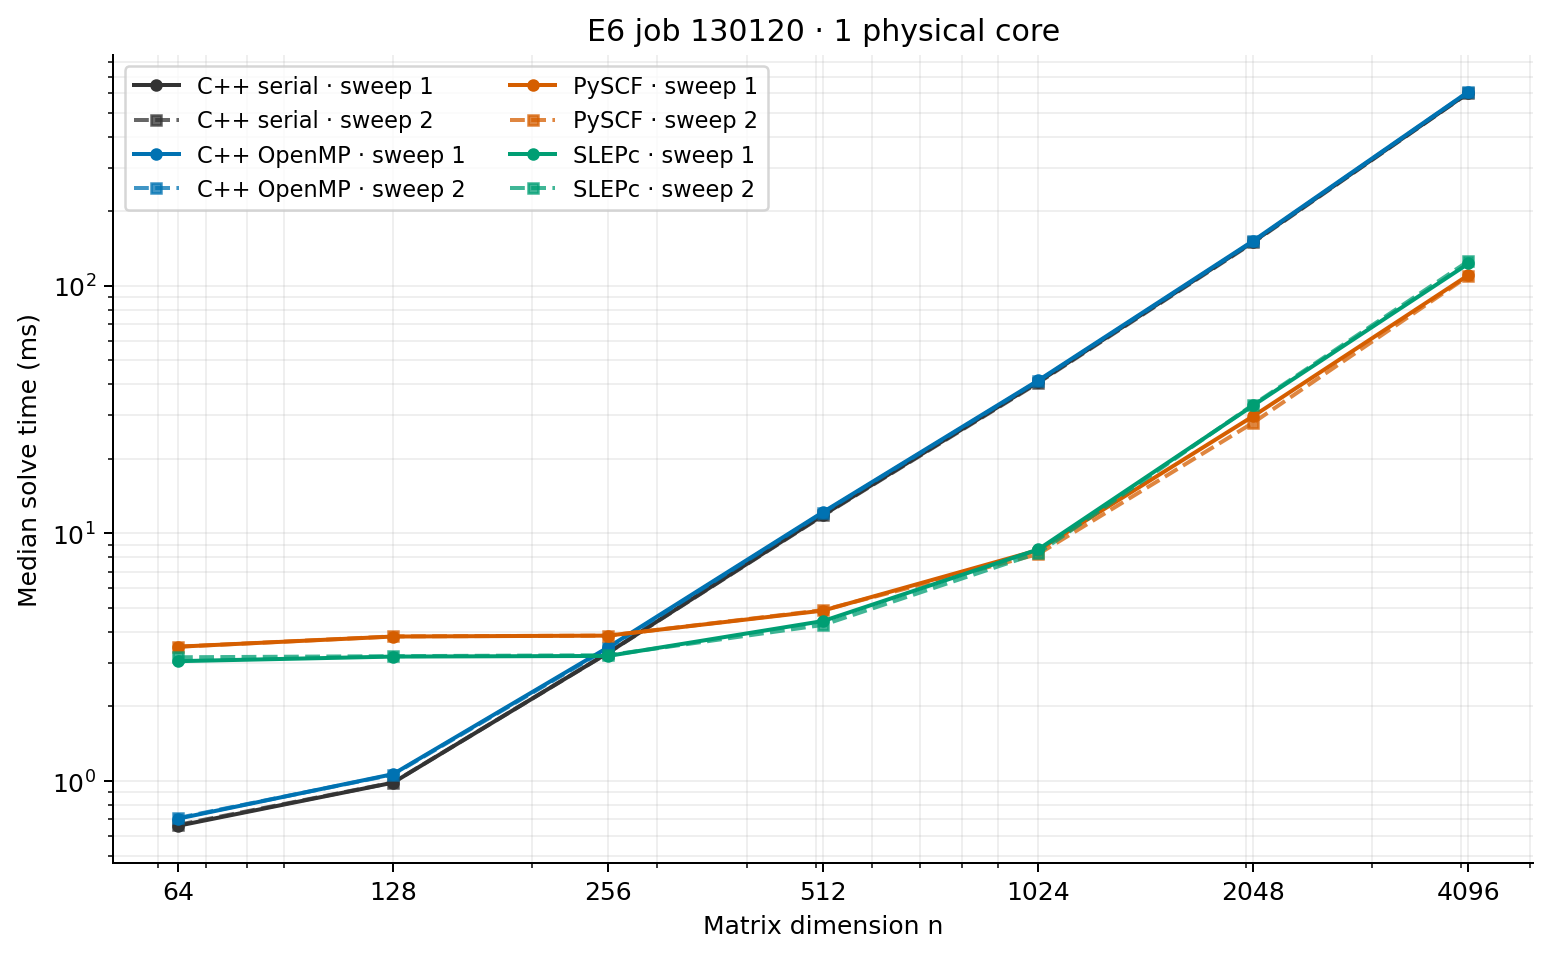 E6 job 130120 · 1 physical core
C++ serial · sweep 1
C++ serial · sweep 2
C++ OpenMP · sweep 1
C++ OpenMP · sweep 2
PySCF · sweep 1
PySCF · sweep 2
SLEPc · sweep 1
SLEPc · sweep 2
Median solve time (ms)
10²
10¹
10⁰
64 128 256 512 1024 2048 4096
Matrix dimension n